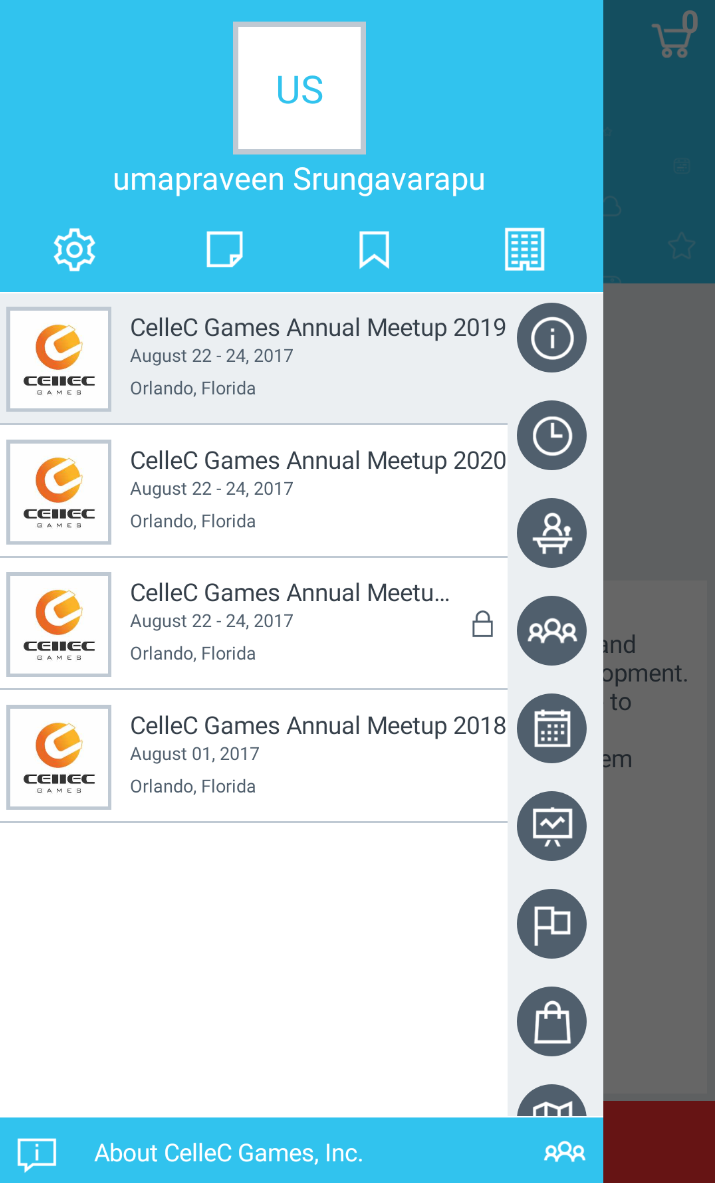 0
US
umapraveen Srungavarapu
CelleC Games Annual Meetup 2019
August 22 - 24, 2017
Orlando, Florida
CEllEC
GAMES
CelleC Games Annual Meetup 2020
August 22 - 24, 2017
Orlando, Florida
CEllEC
GAMES
CelleC Games Annual Meetu...
August 22 - 24, 2017
Orlando, Florida
CEllEC
GAMES
CelleC Games Annual Meetup 2018
August 01, 2017
Orlando, Florida
CEllEC
GAMES
and
opment.
to
em
About CelleC Games, Inc.